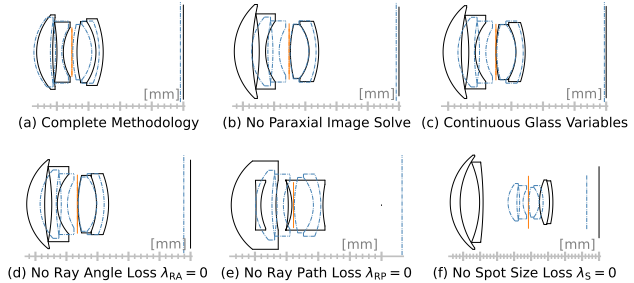 [mm] [mm] [mm]
(a) Complete Methodology (b) No Paraxial Image Solve (c) Continuous Glass Variables
[mm] [mm] [mm]
(d) No Ray Angle Loss λ_RA = 0 (e) No Ray Path Loss λ_RP = 0 (f) No Spot Size Loss λ_S = 0